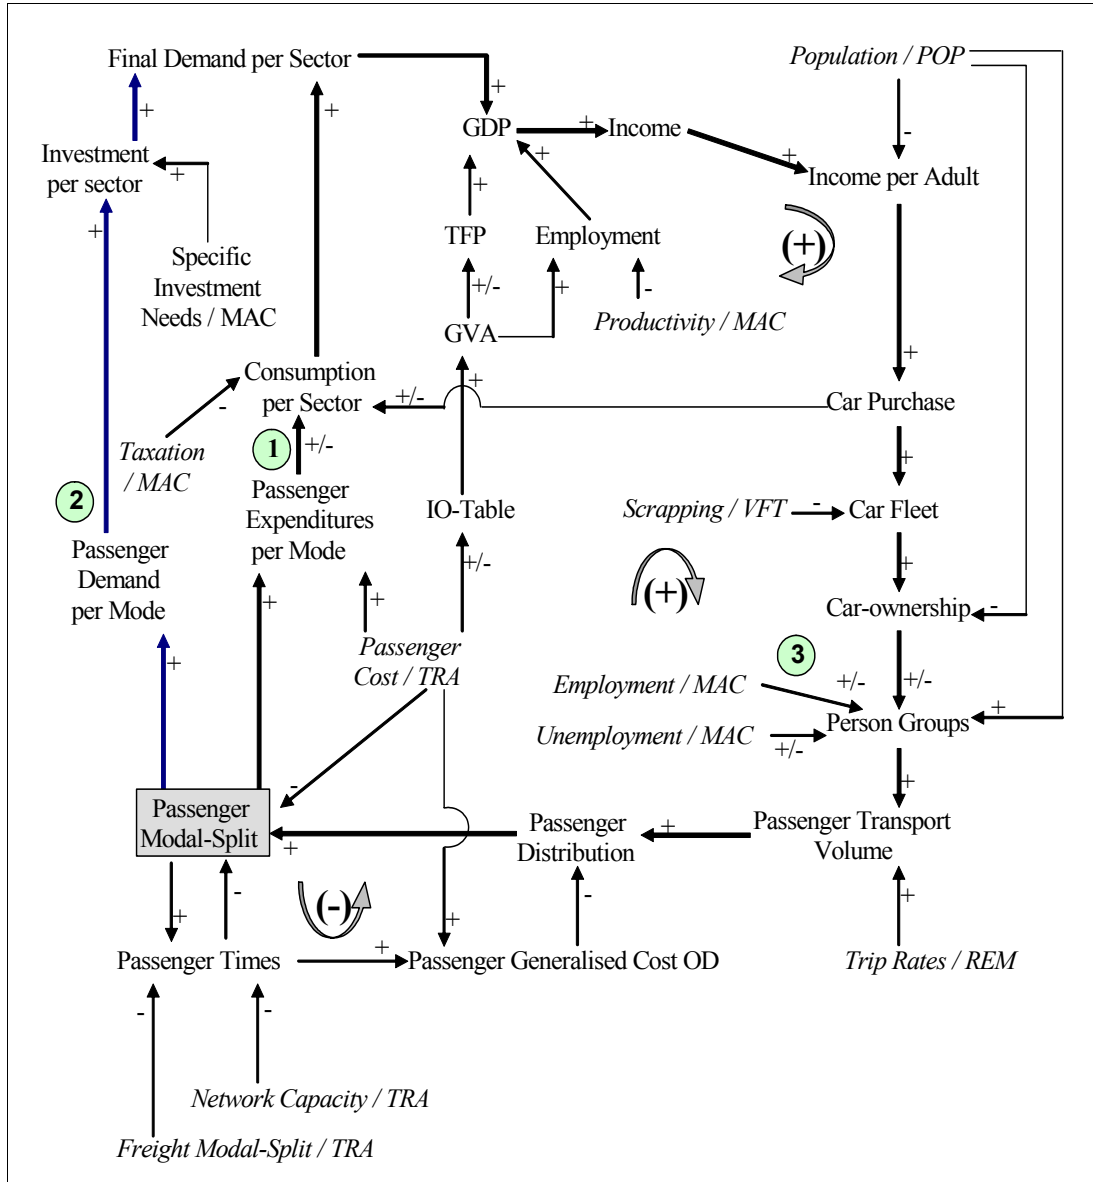 Final Demand per Sector
Population / POP
+
+
+
GDP
+
Income
-
+
Investment
per sector
+
+
+
+
Income per Adult
+
TFP
Employment
(+)
Specific
Investment
Needs / MAC
+/-
+
-
Productivity / MAC
GVA
+
Consumption
per Sector
+
-
+/-
Car Purchase
1
+/-
Taxation
/ MAC
+
2
Passenger
Expenditures
per Mode
IO-Table
Scrapping / VFT
-
Car Fleet
Passenger
Demand
per Mode
+/-
+
(+)
+
+
Car-ownership
-
Passenger
Cost / TRA
3
+
Employment / MAC
+/-
+/-
+
Person Groups
Unemployment / MAC
+/-
-
+
Passenger
Modal-Split
+
Passenger
Distribution
+
Passenger Transport
Volume
-
+
(-)
+
-
+
Passenger Times
+
Passenger Generalised Cost OD
Trip Rates / REM
-
-
Network Capacity / TRA
Freight Modal-Split / TRA